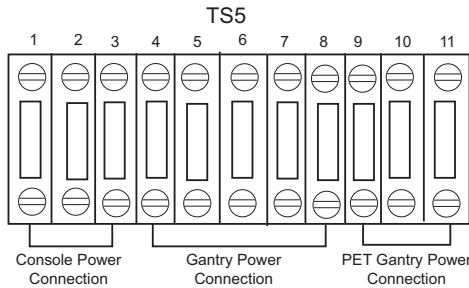 TS5
1 2 3 4 5 6 7 8 9 10 11
Console Power Gantry Power PET Gantry Power
Connection Connection Connection